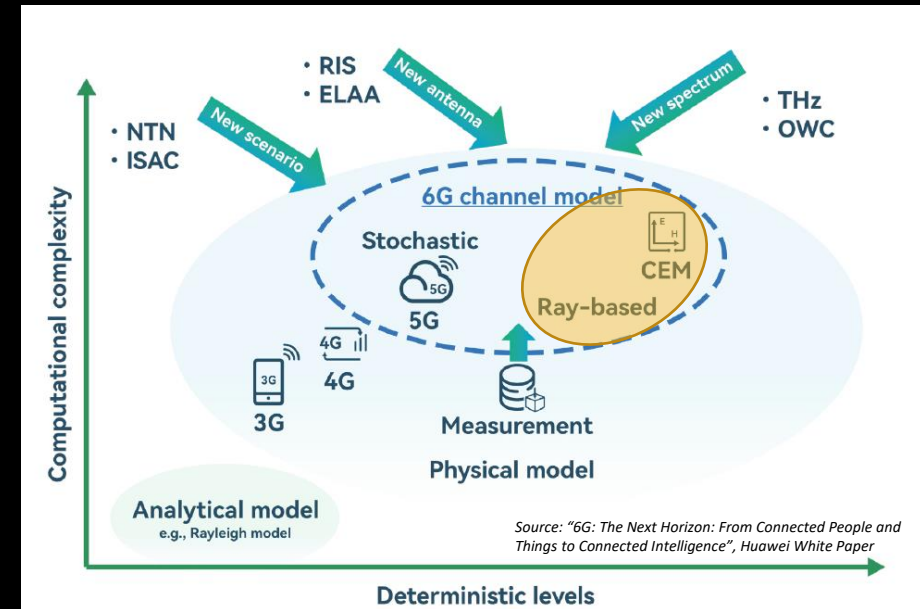 • RIS
• ELAA
New antenna
New spectrum
• THz
• OWC
• NTN
• ISAC
New scenario
6G channel model
Stochastic
5G
5G
E
H
CEM
Ray-based
4G
4G
3G
3G
Measurement
Physical model
Analytical model
e.g., Rayleigh model
Source: “6G: The Next Horizon: From Connected People and
Things to Connected Intelligence”, Huawei White Paper
Computational complexity
Deterministic levels